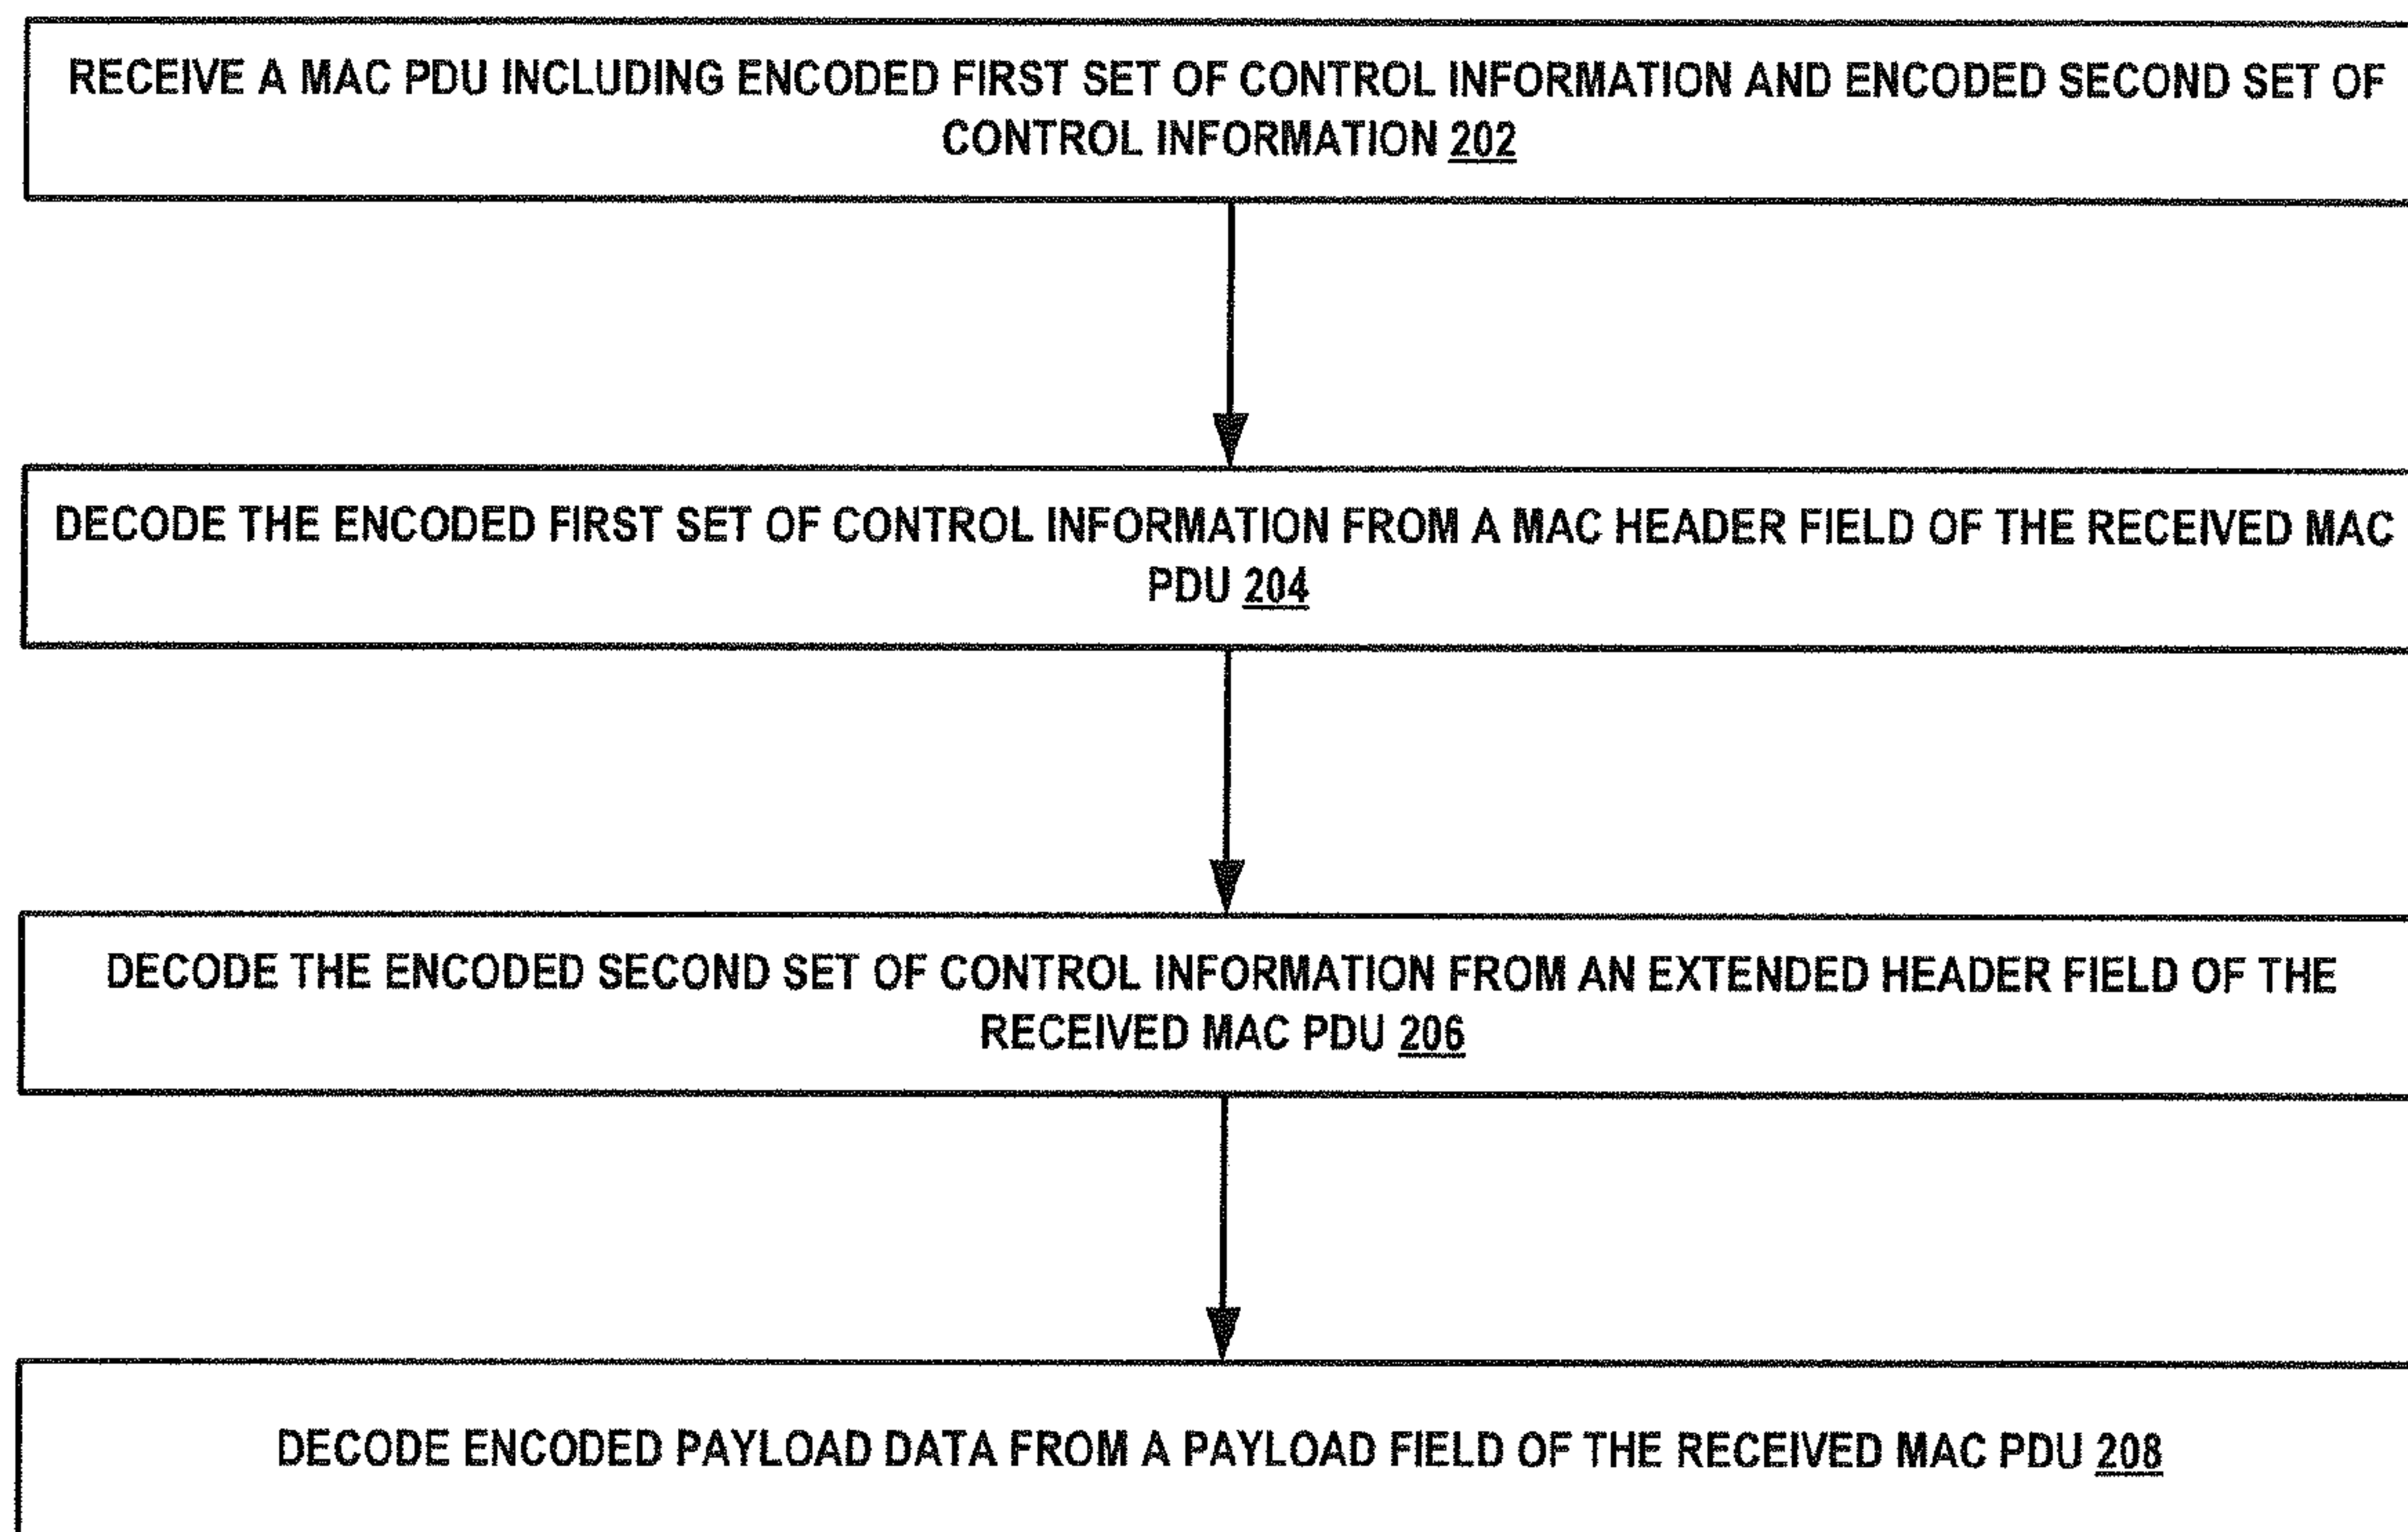 RECEIVE A MAC PDU INCLUDING ENCODED FIRST SET OF CONTROL INFORMATION AND ENCODED SECOND SET OF
CONTROL INFORMATION 202
DECODE THE ENCODED FIRST SET OF CONTROL INFORMATION FROM A MAC HEADER FIELD OF THE RECEIVED MAC
PDU 204
DECODE THE ENCODED SECOND SET OF CONTROL INFORMATION FROM AN EXTENDED HEADER FIELD OF THE
RECEIVED MAC PDU 206
DECODE ENCODED PAYLOAD DATA FROM A PAYLOAD FIELD OF THE RECEIVED MAC PDU 208